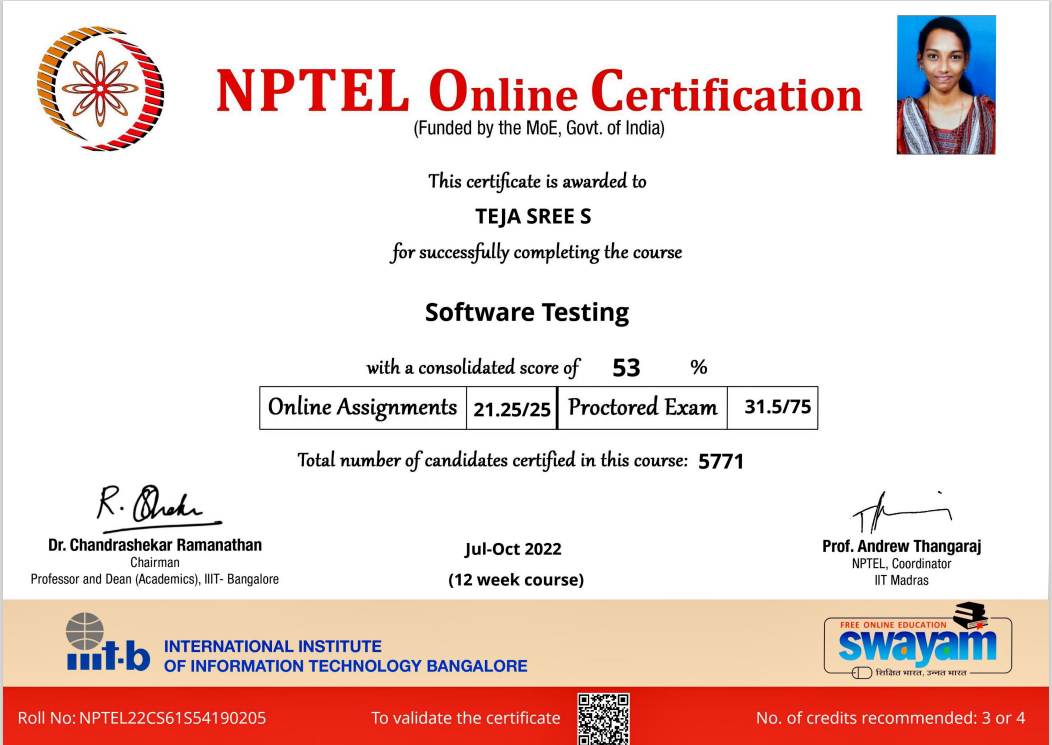 NPTEL Online Certification
(Funded by the MoE, Govt. of India)
This certificate is awarded to
TEJA SREE S
for successfully completing the course
Software Testing
with a consolidated score of 53 %
Online Assignments 21.25/25 Proctored Exam 31.5/75
Total number of candidates certified in this course: 5771
R. Shekar
Dr. Chandrashekar Ramanathan
Chairman
Professor and Dean (Academics), IIIT- Bangalore
Jul-Oct 2022
(12 week course)
Prof. Andrew Thangaraj
NPTEL, Coordinator
IIT Madras
iiit-b
INTERNATIONAL INSTITUTE
OF INFORMATION TECHNOLOGY BANGALORE
FREE ONLINE EDUCATION
swayam
शिक्षित भारत, उन्नत भारत
Roll No: NPTEL22CS61S54190205
To validate the certificate
No. of credits recommended: 3 or 4